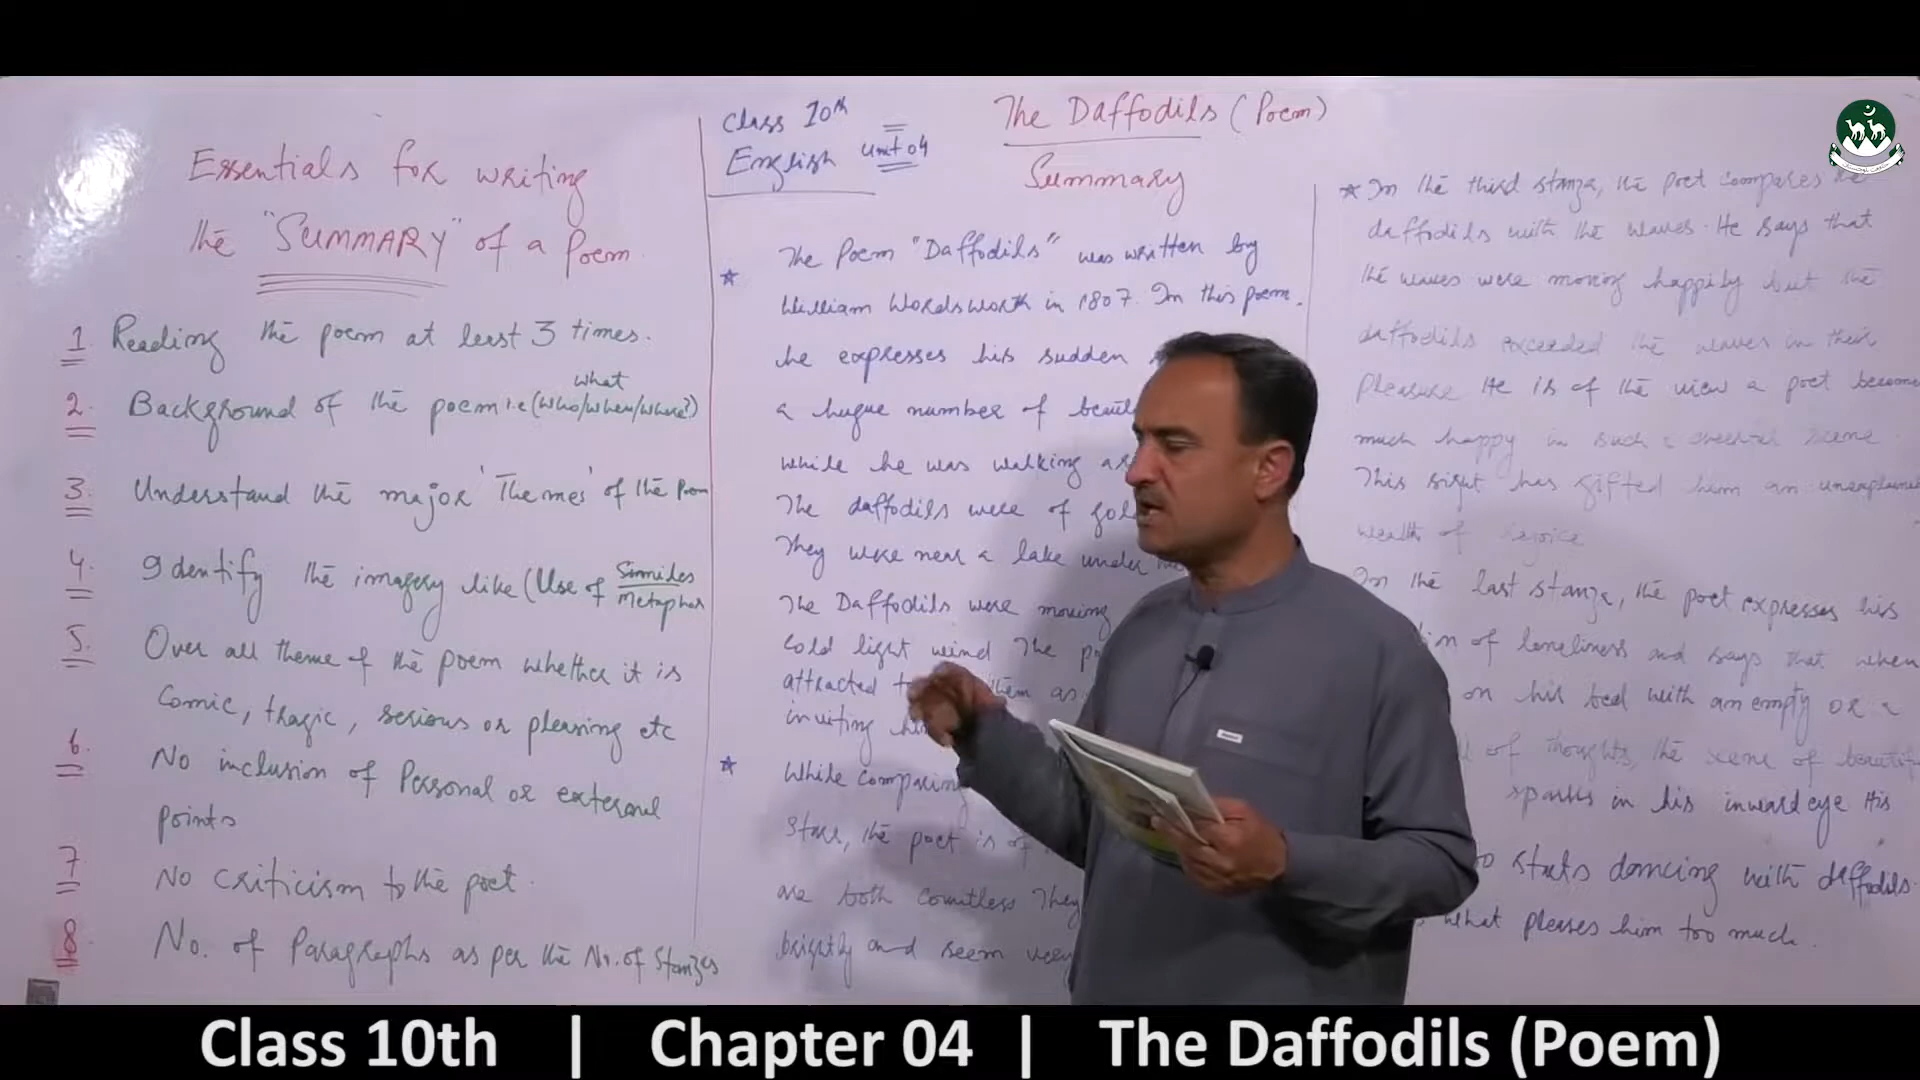 Essentials for writing
the "SUMMARY" of a Poem.
1. Reading the poem at least 3 times.
what
2. Background of the poem i.e (Who/when/where?)
3. Understand the major 'Themes' of the Poem
4. Identify the imagery like (Use of Similes
Metaphor
5. Over all theme of the poem whether it is
Comic, tragic, serious or pleasing etc
6. No inclusion of Personal or external
points
7. No criticism to the poet.
8. No. of Paragraphs as per the No. of Stanzas
Class 10th
English Unit 04
The Daffodils (Poem)
Summary
The Poem "Daffodils" was written by
William Wordsworth in 1807. In this poem.
he expresses his sudden
a hugue number of
while he was walking
The daffodils were of
They were near a lake under
The Daffodils were moving
cold light wind The
attracted them as
inviting
While comparing
the poet is of
are both countless They
brightly and seem very
In the third stanza, the poet compares
daffodils with the waves. He says that
the waves were moving happily but the
daffodils exceeded the waves in their
pleasure He is of the view a poet become
much happy in such a cheerful scene
This sight has gifted him an
wealth of rejoice
In the last stanza, the poet expresses his
of loneliness and says that when
on his bed with an empty or a
of thoughts, the scene of
sparks in his inward eye His
starts dancing with daffodils.
what pleases him too much.
Class 10th | Chapter 04 | The Daffodils (Poem)